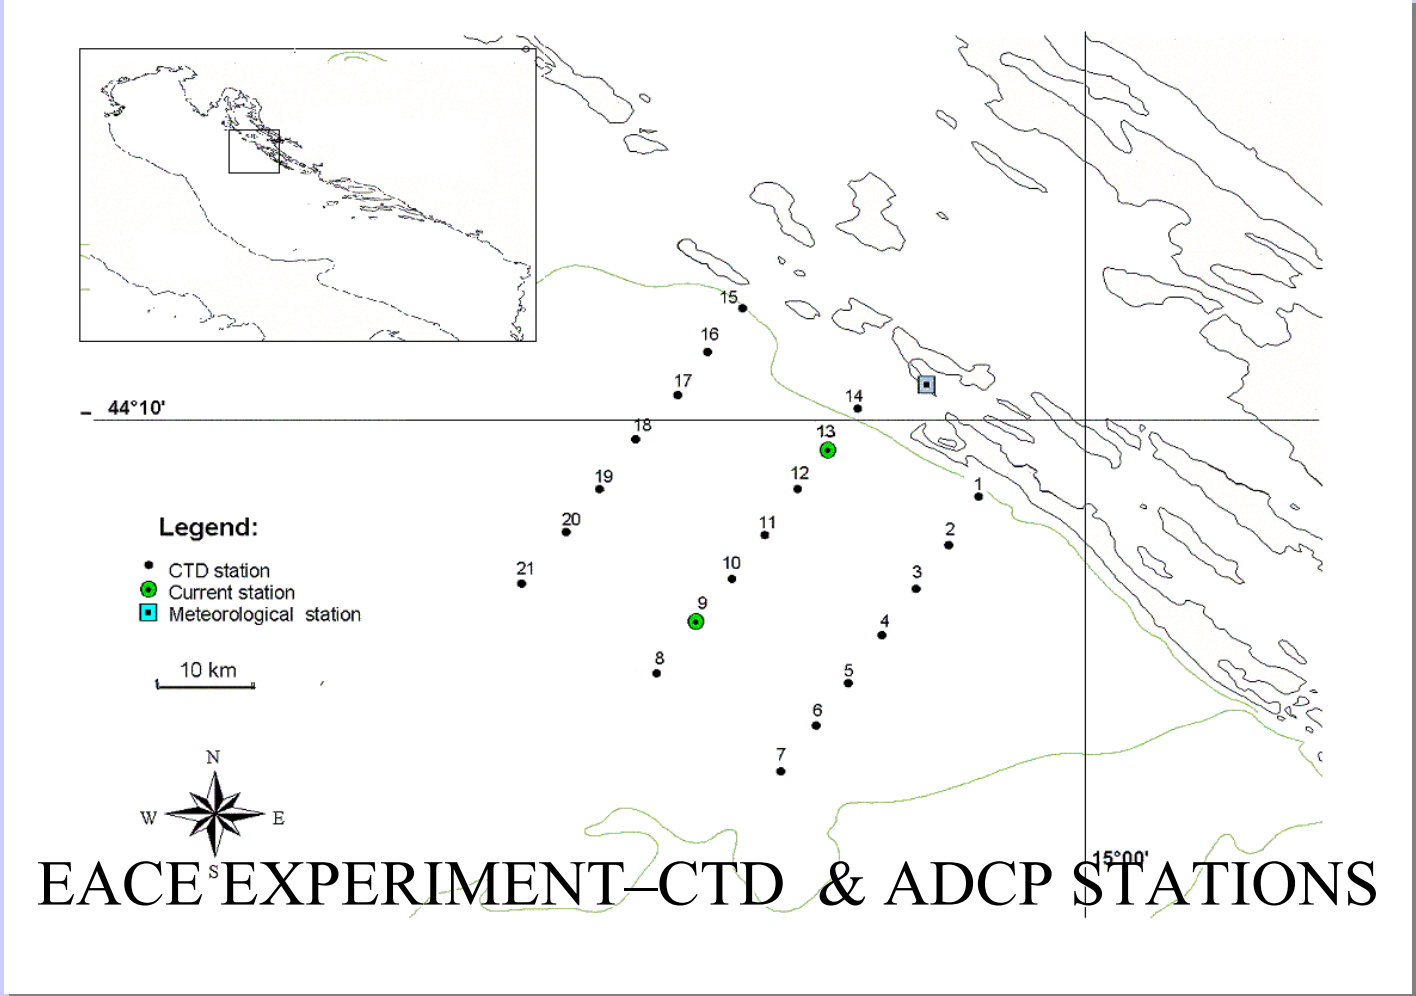 15
16
17
44°10'
14
18
13
19
12
1
Legend:
20
11
2
CTD station
21
10
3
Current station
9
Meteorological station
4
10 km
8
5
6
N
7
W
E
S
15°00'
EACE EXPERIMENT–CTD & ADCP STATIONS